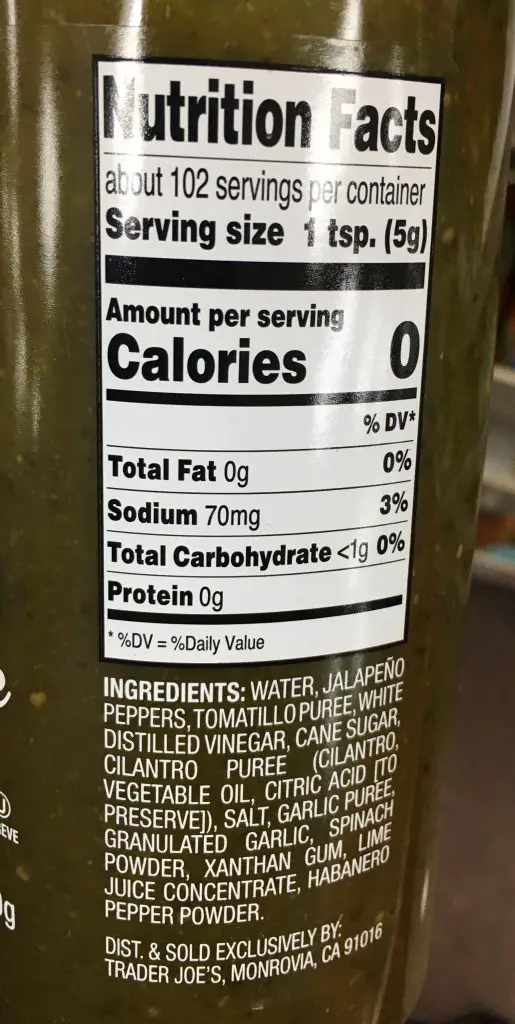 Nutrition Facts
about 102 servings per container
Serving size 1 tsp. (5g)
Amount per serving
Calories 0
% DV*
Total Fat 0g 0%
Sodium 70mg 3%
Total Carbohydrate <1g 0%
Protein 0g
* %DV = %Daily Value
INGREDIENTS: WATER, JALAPEÑO
PEPPERS, TOMATILLO PUREE, WHITE
DISTILLED VINEGAR, CANE SUGAR,
CILANTRO PUREE (CILANTRO,
VEGETABLE OIL, CITRIC ACID [TO
PRESERVE]), SALT, GARLIC PUREE,
GRANULATED GARLIC, SPINACH
POWDER, XANTHAN GUM, LIME
JUICE CONCENTRATE, HABANERO
PEPPER POWDER.
DIST. & SOLD EXCLUSIVELY BY:
TRADER JOE'S, MONROVIA, CA 91016